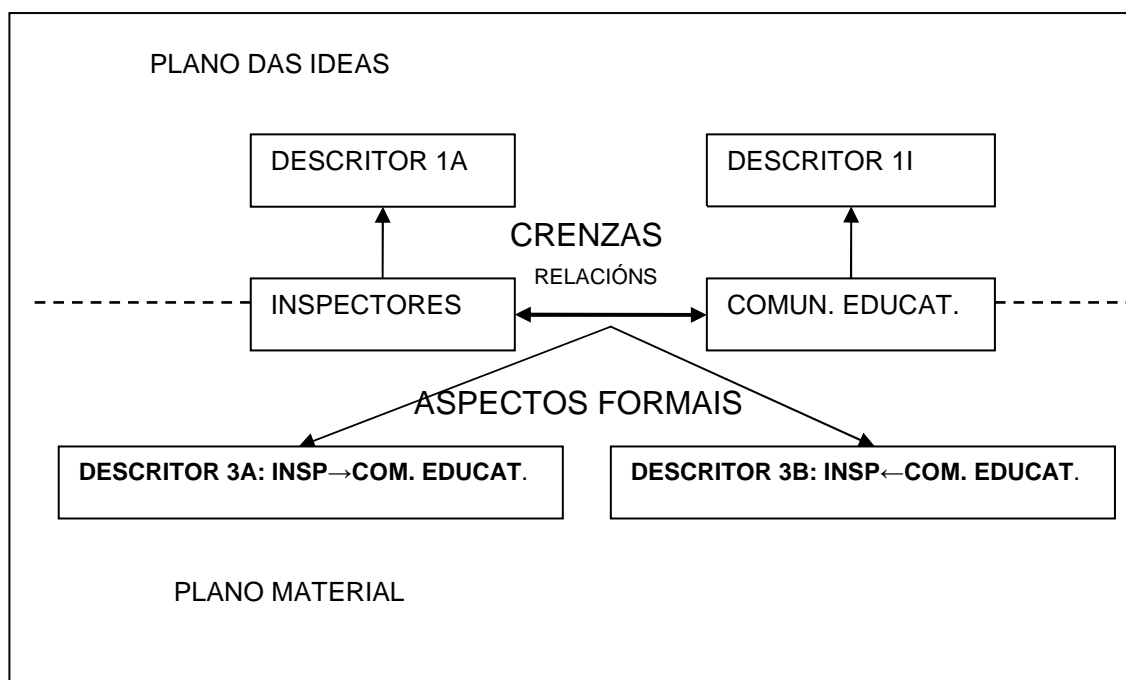 PLANO DAS IDEAS
DESCRITOR 1A
DESCRITOR 1I
CRENZAS
RELACIÓNS
INSPECTORES
COMUN. EDUCAT.
ASPECTOS FORMAIS
DESCRITOR 3A: INSP→COM. EDUCAT.
DESCRITOR 3B: INSP←COM. EDUCAT.
PLANO MATERIAL